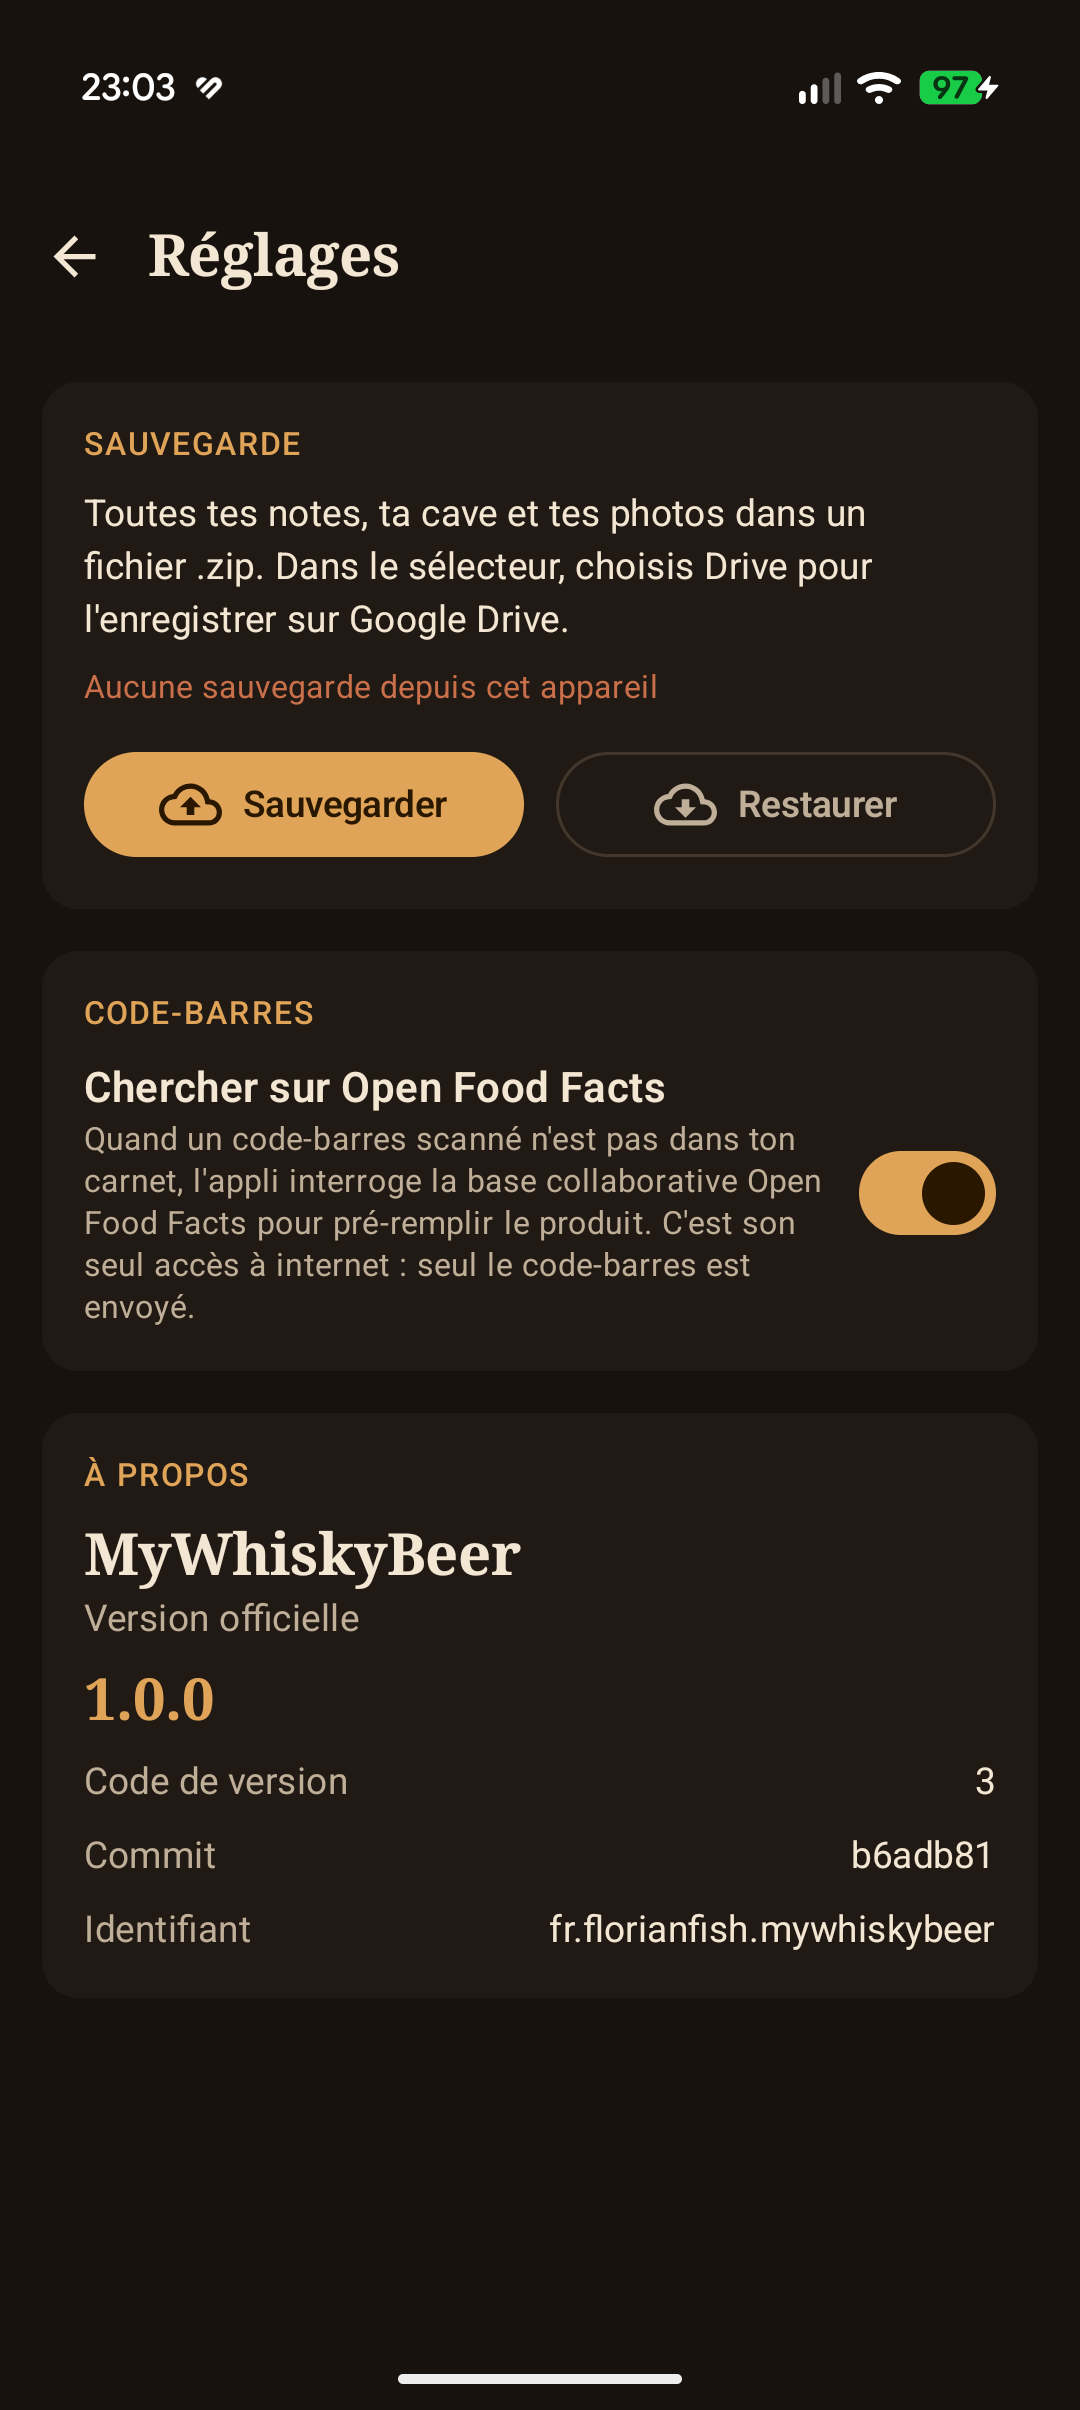 23:03
97
Réglages
SAUVEGARDE
Toutes tes notes, ta cave et tes photos dans un
fichier .zip. Dans le sélecteur, choisis Drive pour
l'enregistrer sur Google Drive.
Aucune sauvegarde depuis cet appareil
Sauvegarder
Restaurer
CODE-BARRES
Chercher sur Open Food Facts
Quand un code-barres scanné n'est pas dans ton
carnet, l'appli interroge la base collaborative Open
Food Facts pour pré-remplir le produit. C'est son
seul accès à internet : seul le code-barres est
envoyé.
À PROPOS
MyWhiskyBeer
Version officielle
1.0.0
Code de version 3
Commit b6adb81
Identifiant fr.florianfish.mywhiskybeer